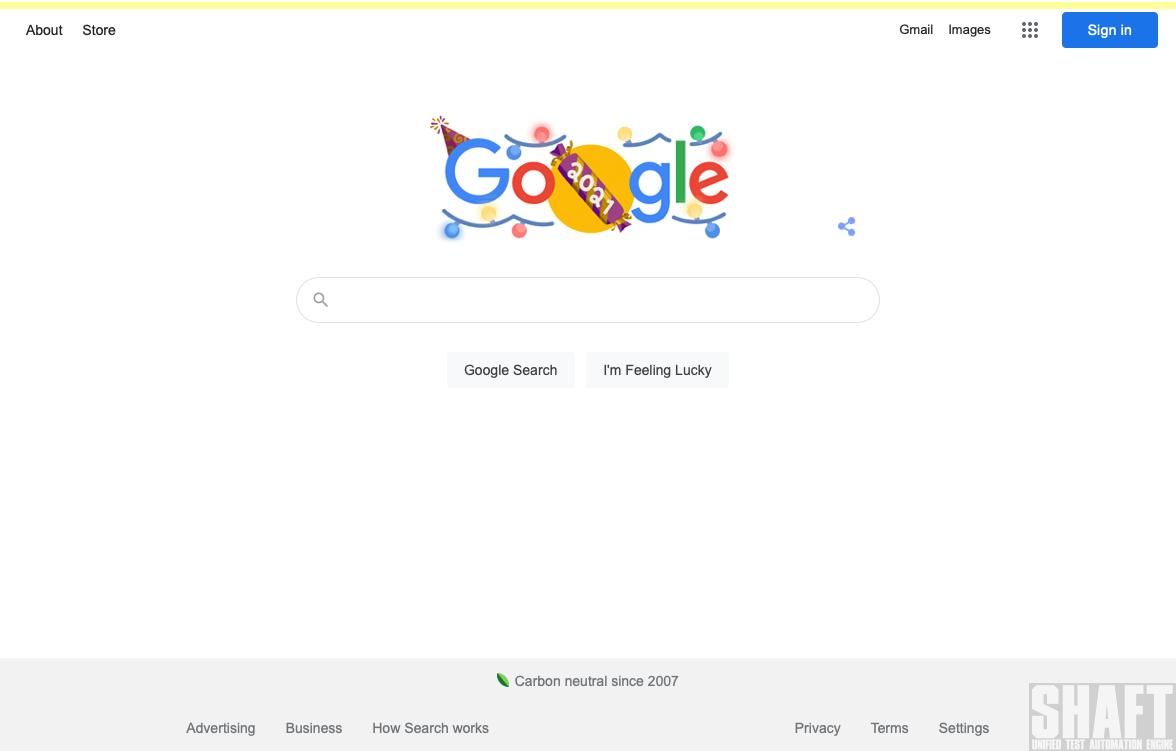 About Store Gmail Images Sign in
Google
2021
Google Search I'm Feeling Lucky
Carbon neutral since 2007
Advertising Business How Search works Privacy Terms Settings
SHAFT
UNIFIED TEST AUTOMATION ENGINE